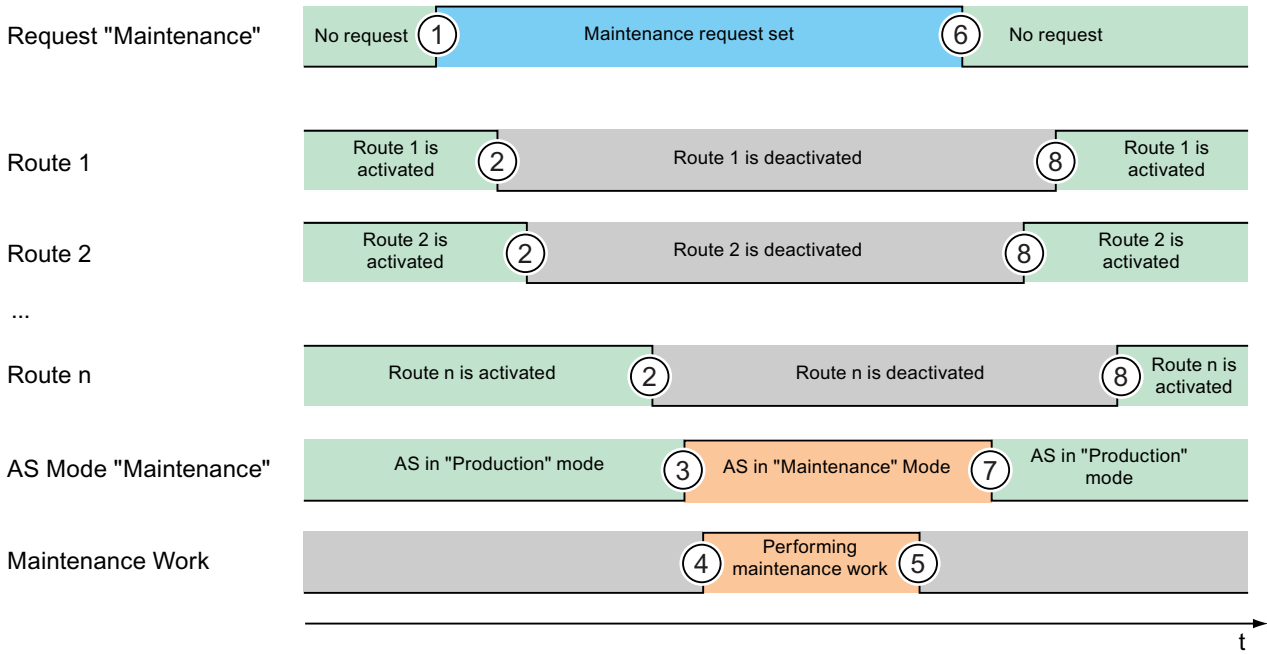 Request "Maintenance"
No request
1
Maintenance request set
6
No request
Route 1
Route 1 is
activated
2
Route 1 is deactivated
8
Route 1 is
activated
Route 2
Route 2 is
activated
2
Route 2 is deactivated
8
Route 2 is
activated
...
Route n
Route n is activated
2
Route n is deactivated
8
Route n is
activated
AS Mode "Maintenance"
AS in "Production" mode
3
AS in "Maintenance" Mode
7
AS in "Production"
mode
Maintenance Work
4
Performing
maintenance work
5
t